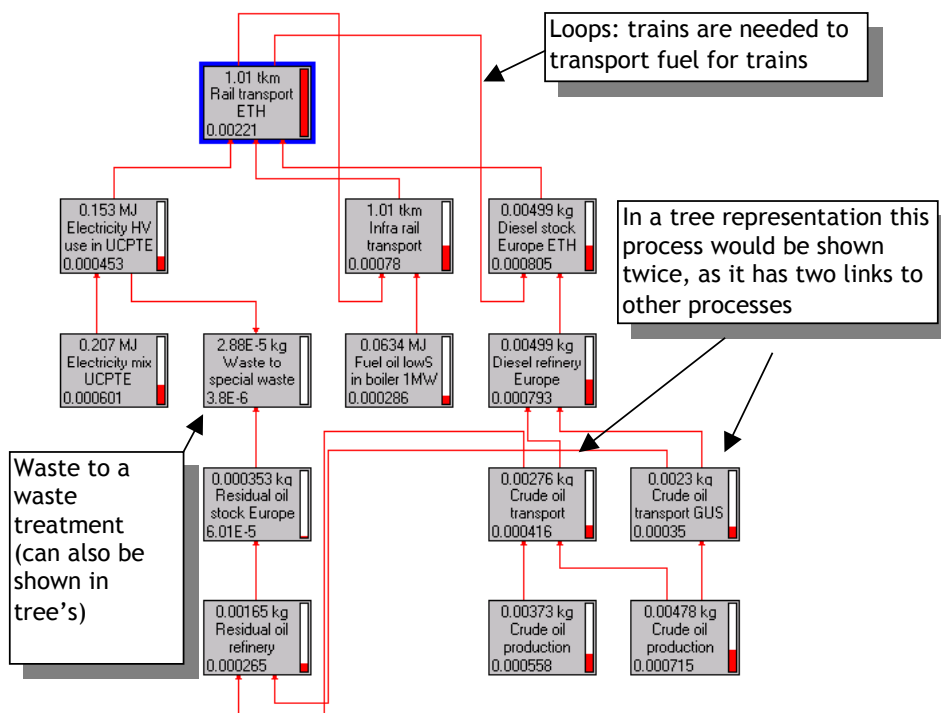 Loops: trains are needed to
transport fuel for trains
1.01 tkm
Rail transport
ETH
0.00221
0.153 MJ
Electricity HV
use in UCPTE
0.000453
1.01 tkm
Infra rail
transport
0.00078
0.00499 kg
Diesel stock
Europe ETH
0.000805
In a tree representation this
process would be shown
twice, as it has two links to
other processes
0.207 MJ
Electricity mix
UCPTE
0.000601
2.88E-5 kg
Waste to
special waste
3.8E-6
0.0634 MJ
Fuel oil lowS
in boiler 1MW
0.000286
0.00499 kg
Diesel refinery
Europe
0.000793
Waste to a
waste
treatment
(can also be
shown in
tree's)
0.000353 kg
Residual oil
stock Europe
6.01E-5
0.00276 kg
Crude oil
transport
0.000416
0.0023 kg
Crude oil
transport GUS
0.00035
0.00165 kg
Residual oil
refinery
0.000265
0.00373 kg
Crude oil
production
0.000558
0.00478 kg
Crude oil
production
0.000715